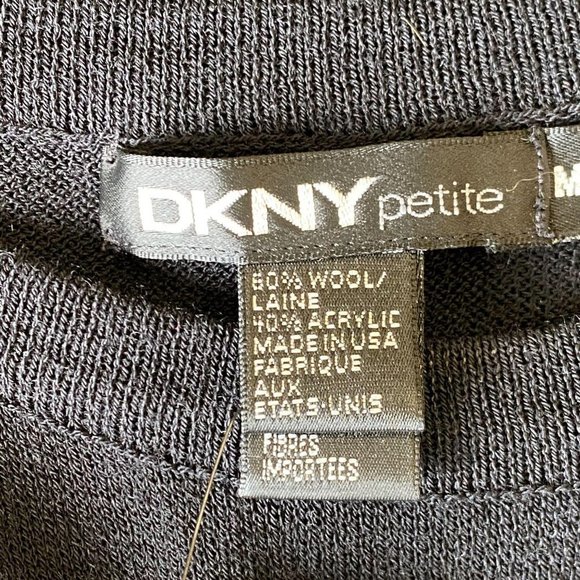 DKNY petite
M
60% WOOL/
LAINE
40% ACRYLIC
MADE IN USA
FABRIQUE
AUX
ETATS-UNIS
FIBRES
IMPORTEES